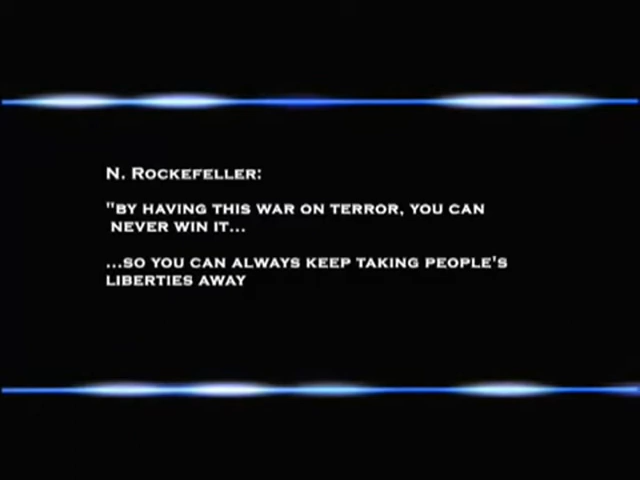 N. ROCKEFELLER:
"BY HAVING THIS WAR ON TERROR, YOU CAN
NEVER WIN IT...
...SO YOU CAN ALWAYS KEEP TAKING PEOPLE'S
LIBERTIES AWAY